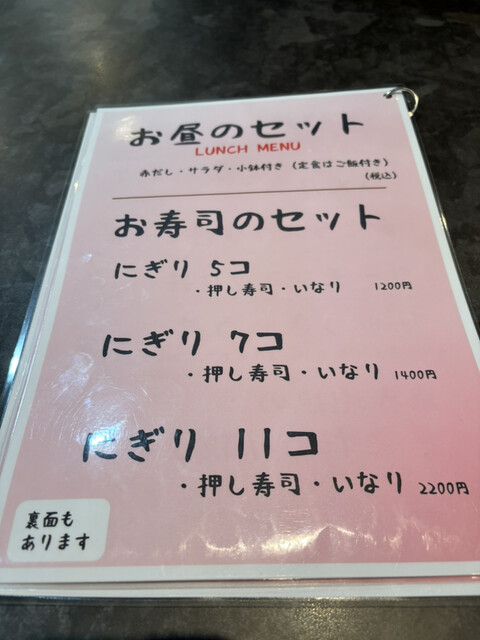 お昼のセット
LUNCH MENU
赤だし・サラダ・小鉢付き（定食はご飯付き）
（税込）
お寿司のセット
にぎり 5コ
・押し寿司・いなり 1200円
にぎり 7コ
・押し寿司・いなり 1400円
にぎり 11コ
・押し寿司・いなり 2200円
裏面も
あります